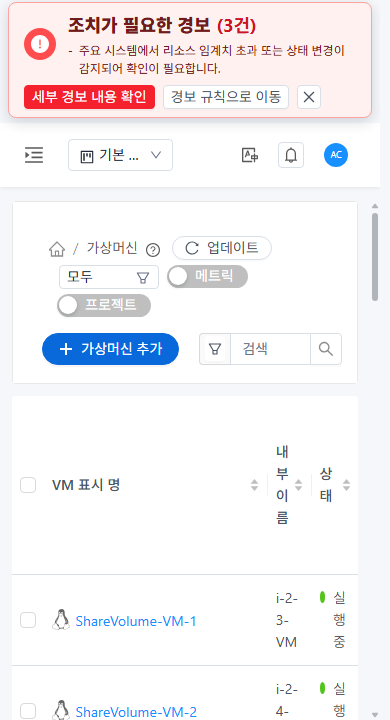 조치가 필요한 경보 (3건)
- 주요 시스템에서 리소스 임계치 초과 또는 상태 변경이
감지되어 확인이 필요합니다.
세부 경보 내용 확인
경보 규칙으로 이동
기본 ...
AC
/ 가상머신
업데이트
모두
메트릭
프로젝트
가상머신 추가
검색
VM 표시 명
내
부
이
름
상
태
ShareVolume-VM-1
i-2-
3-
VM
실
행
중
ShareVolume-VM-2
i-2-
4-
실
행